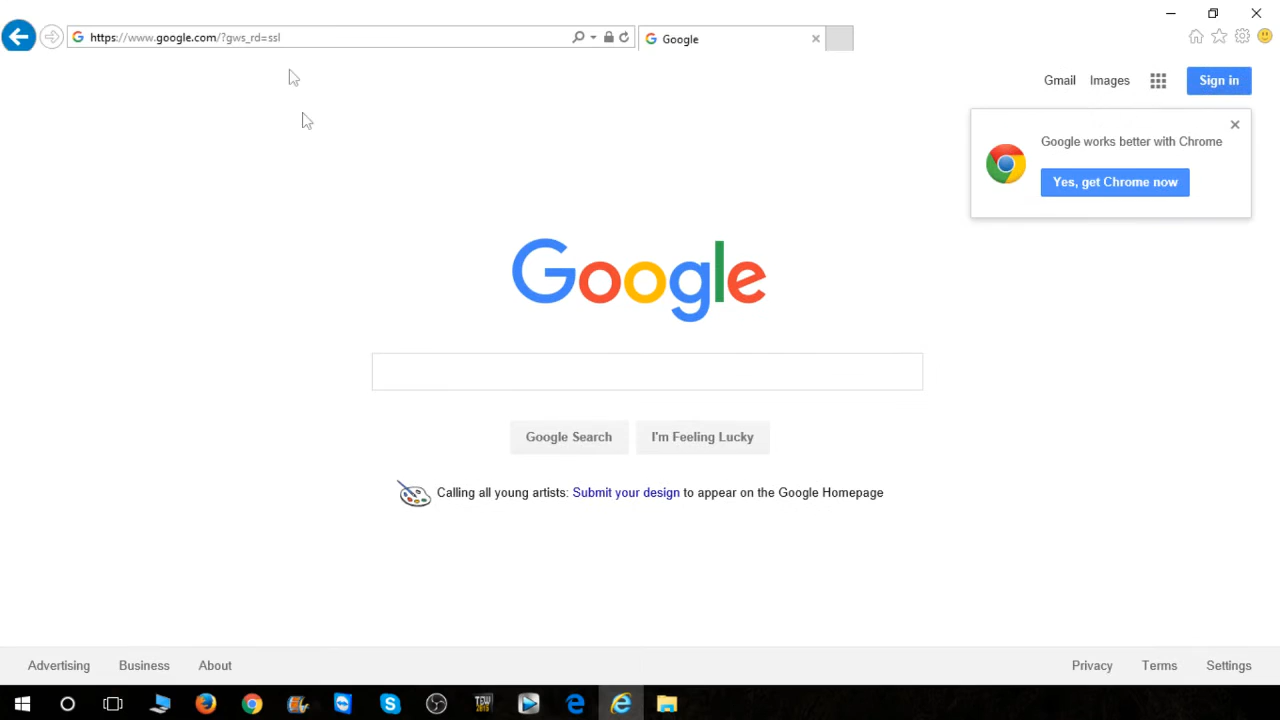 https://www.google.com/?gws_rd=ssl
Google
Gmail
Images
Sign in
Google works better with Chrome
Yes, get Chrome now
Google
Google Search
I'm Feeling Lucky
Calling all young artists: Submit your design to appear on the Google Homepage
Advertising
Business
About
Privacy
Terms
Settings